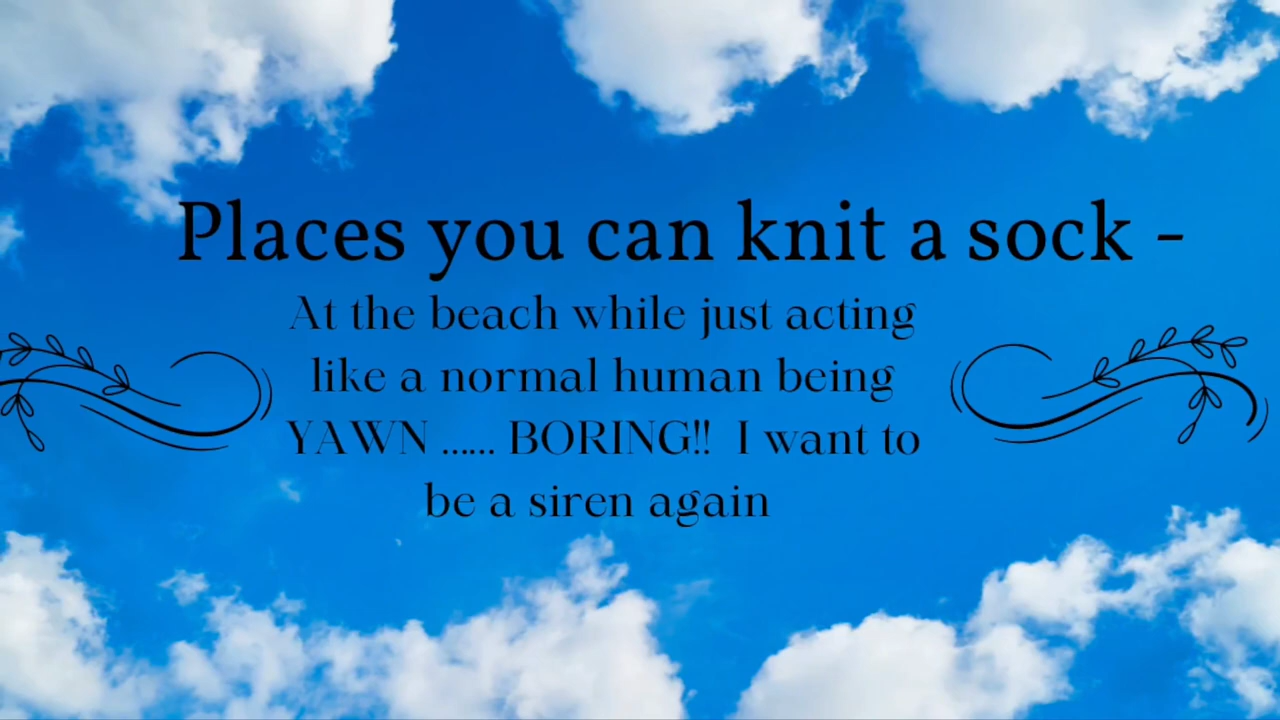 Places you can knit a sock -
At the beach while just acting
like a normal human being
YAWN ...... BORING!!  I want to
be a siren again